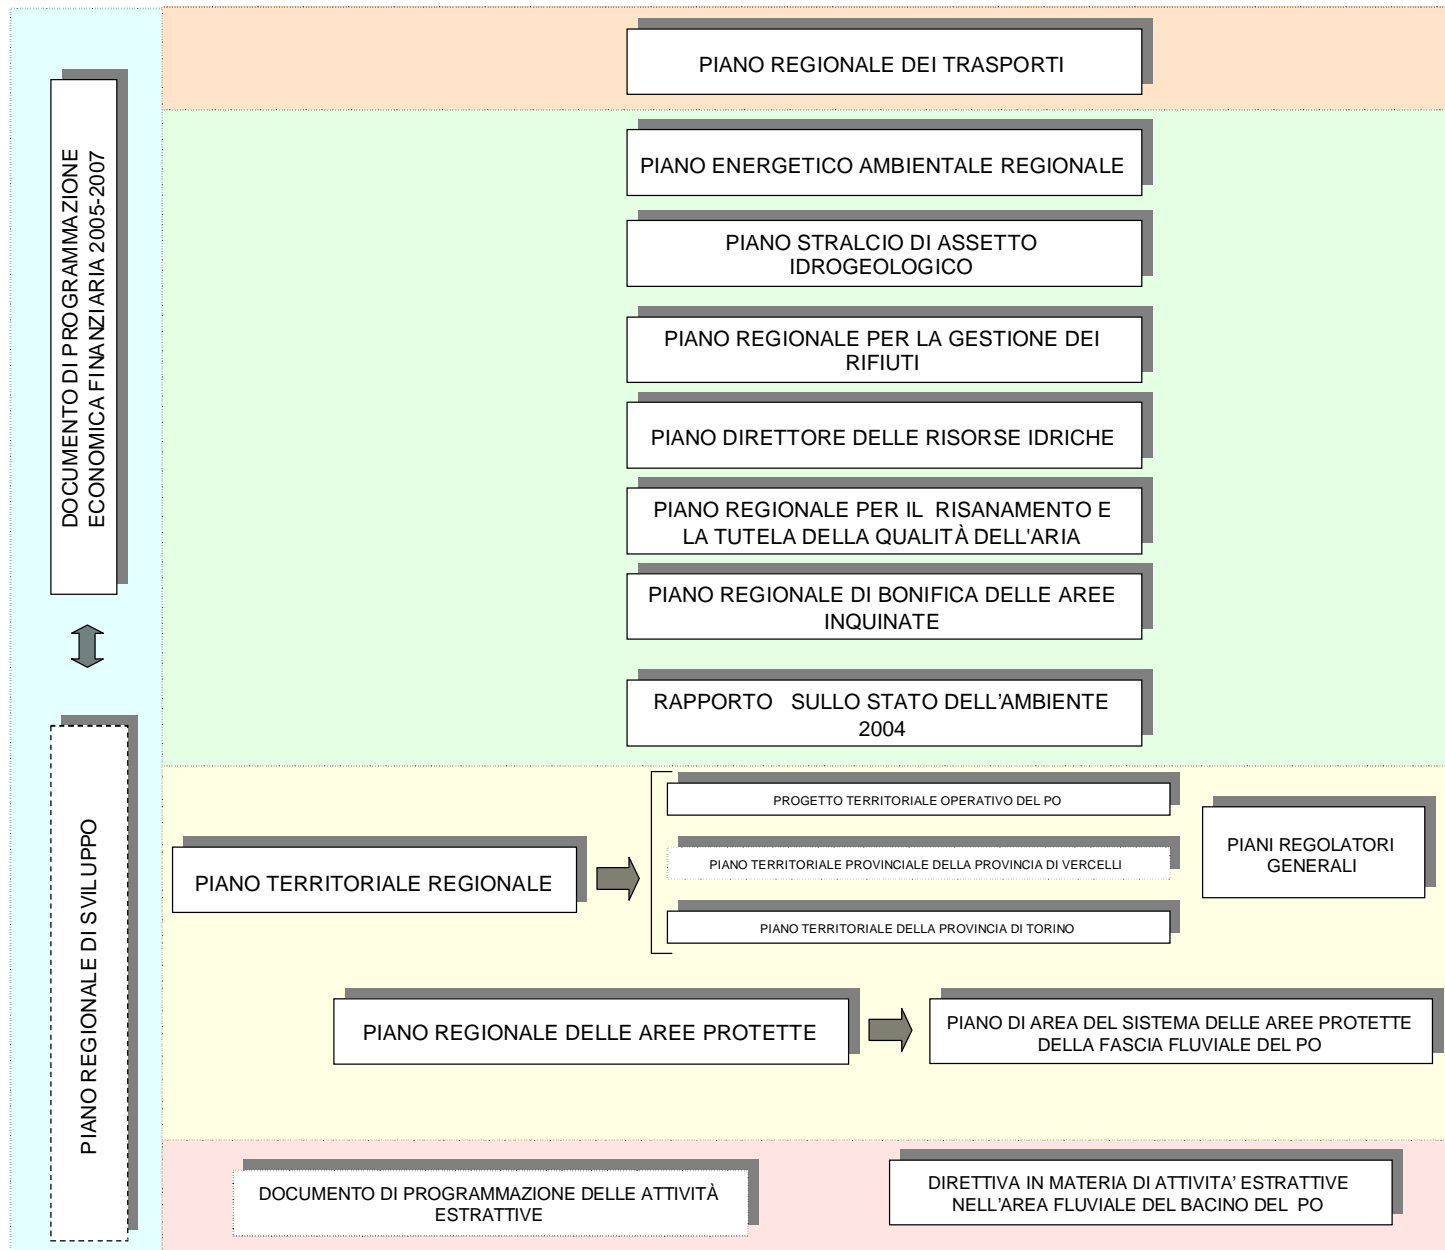 DOCUMENTO DI PROGRAMMAZIONE
ECONOMICA FINANZIARIA 2005-2007
PIANO REGIONALE DI SVILUPPO
PIANO REGIONALE DEI TRASPORTI
PIANO ENERGETICO AMBIENTALE REGIONALE
PIANO STRALCIO DI ASSETTO
IDROGEOLOGICO
PIANO REGIONALE PER LA GESTIONE DEI
RIFIUTI
PIANO DIRETTORE DELLE RISORSE IDRICHE
PIANO REGIONALE PER IL RISANAMENTO E
LA TUTELA DELLA QUALITÀ DELL'ARIA
PIANO REGIONALE DI BONIFICA DELLE AREE
INQUINATE
RAPPORTO SULLO STATO DELL'AMBIENTE
2004
PIANO TERRITORIALE REGIONALE
PROGETTO TERRITORIALE OPERATIVO DEL PO
PIANO TERRITORIALE PROVINCIALE DELLA PROVINCIA DI VERCELLI
PIANO TERRITORIALE DELLA PROVINCIA DI TORINO
PIANI REGOLATORI
GENERALI
PIANO REGIONALE DELLE AREE PROTETTE
PIANO DI AREA DEL SISTEMA DELLE AREE PROTETTE
DELLA FASCIA FLUVIALE DEL PO
DOCUMENTO DI PROGRAMMAZIONE DELLE ATTIVITÀ
ESTRATTIVE
DIRETTIVA IN MATERIA DI ATTIVITA' ESTRATTIVE
NELL'AREA FLUVIALE DEL BACINO DEL PO